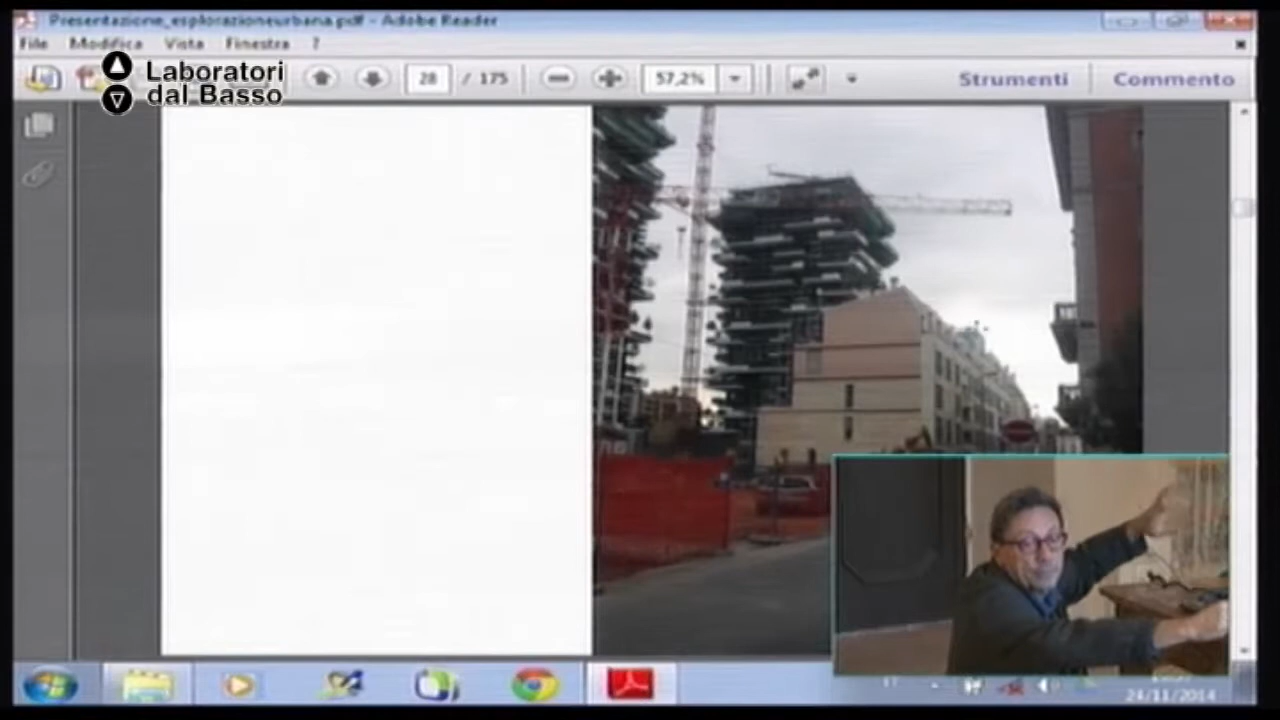 Presentazione_esplorazioneurbana.pdf - Adobe Reader
File Modifica Vista Finestra ?
Laboratori
dal Basso
28 / 175 57,2% Strumenti Commento
24/11/2014